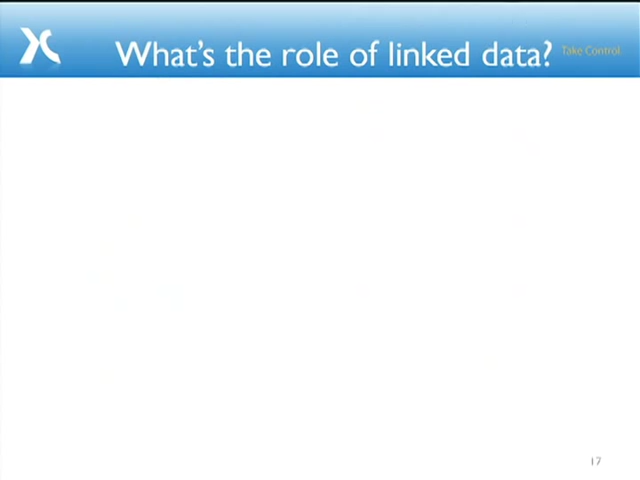 What's the role of linked data?
Take Control
17